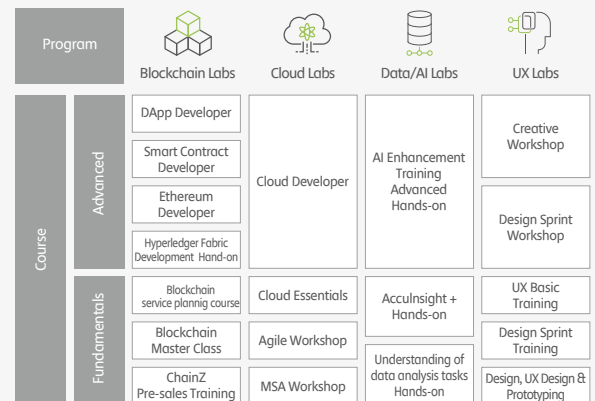 Program
Blockchain Labs
Cloud Labs
Data/AI Labs
UX Labs
Course
Advanced
DApp Developer
Smart Contract
Developer
Ethereum
Developer
Hyperledger Fabric
Development Hand-on
Cloud Developer
AI Enhancement
Training
Advanced
Hands-on
Creative
Workshop
Design Sprint
Workshop
Fundamentals
Blockchain
service plannig course
Blockchain
Master Class
ChainZ
Pre-sales Training
Cloud Essentials
Agile Workshop
MSA Workshop
AccuInsight +
Hands-on
Understanding of
data analysis tasks
Hands-on
UX Basic
Training
Design Sprint
Training
Design, UX Design &
Prototyping